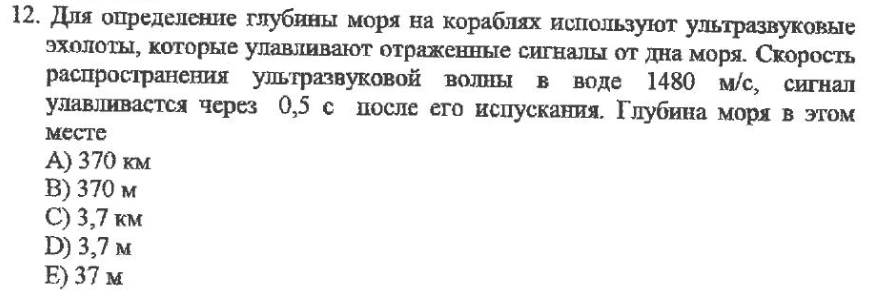 12. Для определение глубины моря на кораблях используют ультразвуковые
эхолоты, которые улавливают отраженные сигналы от дна моря. Скорость
распространения ультразвуковой волны в воде 1480 м/с, сигнал
улавливается через 0,5 с после его испускания. Глубина моря в этом
месте
A) 370 км
B) 370 м
C) 3,7 км
D) 3,7 м
E) 37 м